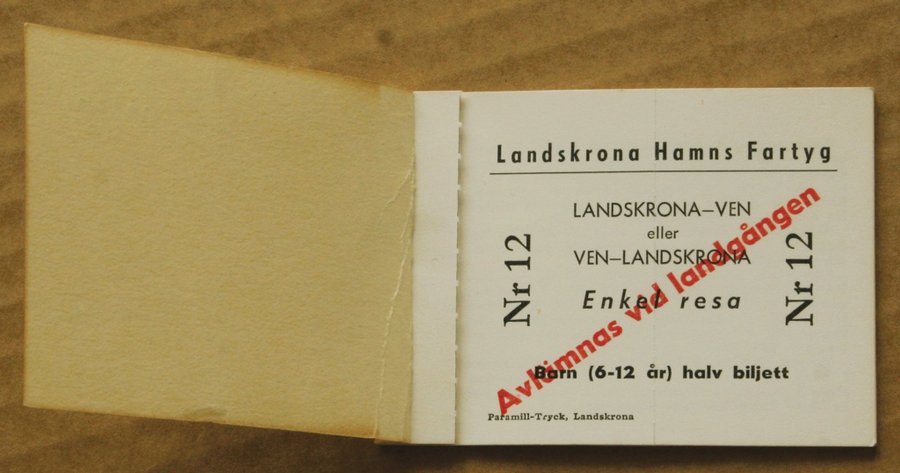 Landskrona Hamns Fartyg
LANDSKRONA–VEN
eller
VEN–LANDSKRONA
Enkel resa
Nr 12
Nr 12
Avlämnas vid landgången
Barn (6-12 år) halv biljett
Paramill-Tryck, Landskrona